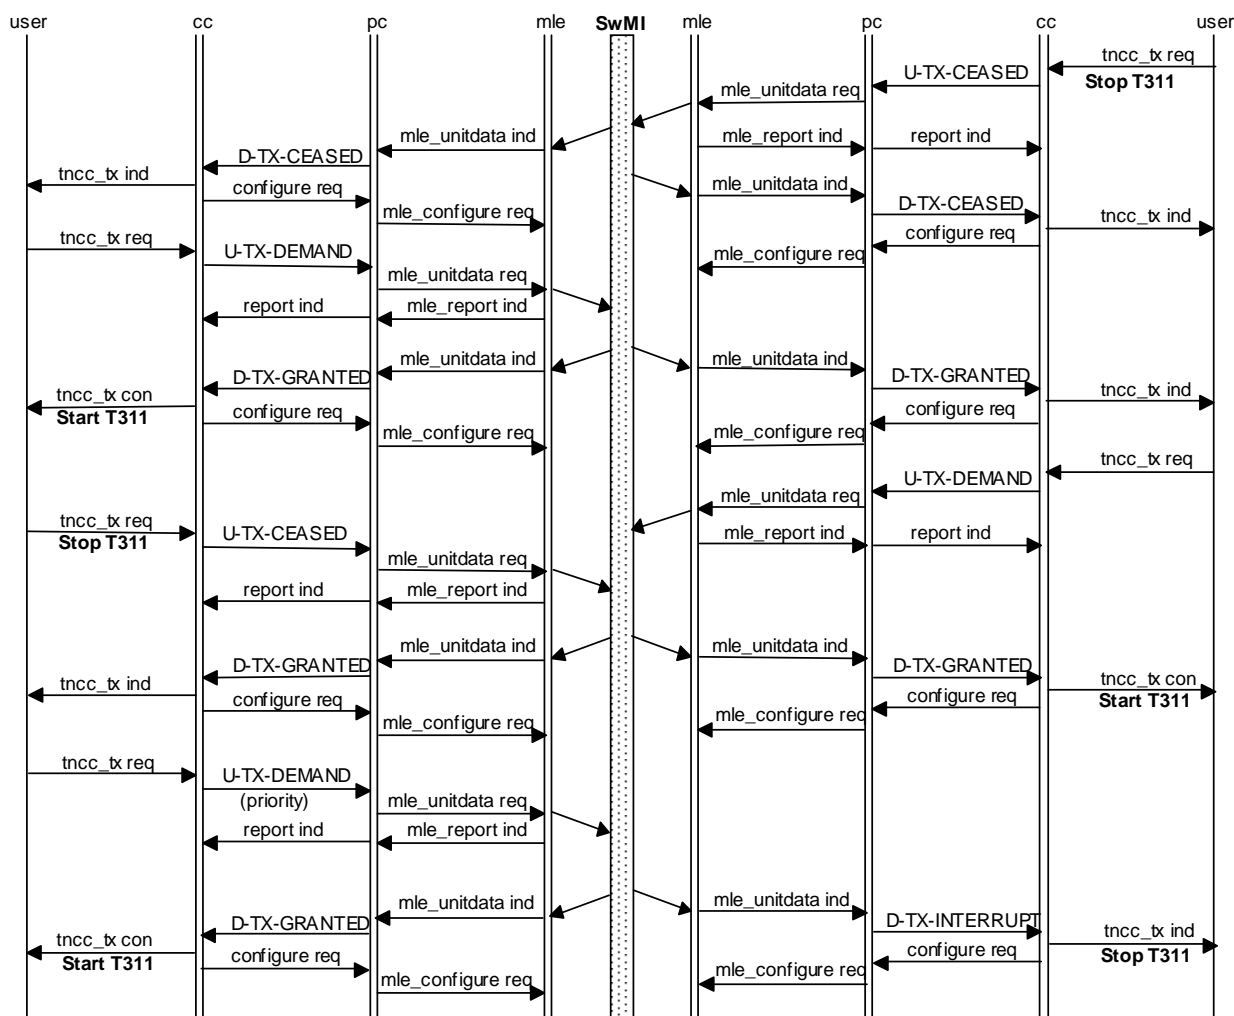 user cc pc mle SwMI mle pc cc user
tncc_tx req
U-TX-CEASED
Stop T311
mle_unitdata req
mle_unitdata ind
mle_report ind
report ind
D-TX-CEASED
tncc_tx ind
configure req
mle_unitdata ind
D-TX-CEASED
mle_configure req
tncc_tx ind
tncc_tx req
U-TX-DEMAND
configure req
mle_configure req
mle_unitdata req
report ind
mle_report ind
mle_unitdata ind
mle_unitdata ind
D-TX-GRANTED
D-TX-GRANTED
tncc_tx con
Start T311
tncc_tx ind
configure req
configure req
mle_configure req
mle_configure req
tncc_tx req
U-TX-DEMAND
mle_unitdata req
tncc_tx req
Stop T311
U-TX-CEASED
mle_report ind
report ind
mle_unitdata req
report ind
mle_report ind
mle_unitdata ind
mle_unitdata ind
D-TX-GRANTED
D-TX-GRANTED
tncc_tx ind
tncc_tx con
Start T311
configure req
configure req
mle_configure req
mle_configure req
tncc_tx req
U-TX-DEMAND
(priority)
mle_unitdata req
report ind
mle_report ind
mle_unitdata ind
mle_unitdata ind
D-TX-GRANTED
D-TX-INTERRUPT
tncc_tx con
Start T311
tncc_tx ind
Stop T311
configure req
configure req
mle_configure req
mle_configure req